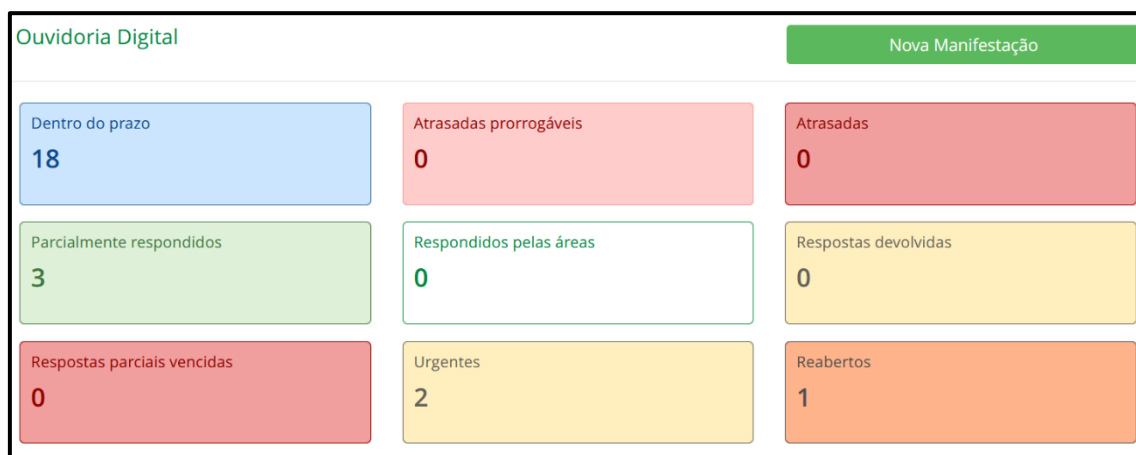 Ouvidoria Digital
Nova Manifestação
Dentro do prazo
18
Atrasadas prorrogáveis
0
Atrasadas
0
Parcialmente respondidos
3
Respondidos pelas áreas
0
Respostas devolvidas
0
Respostas parciais vencidas
0
Urgentes
2
Reabertos
1